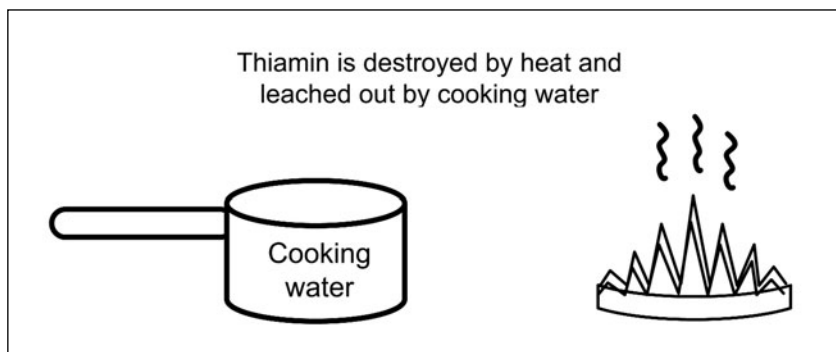 Thiamin is destroyed by heat and
leached out by cooking water
Cooking
water